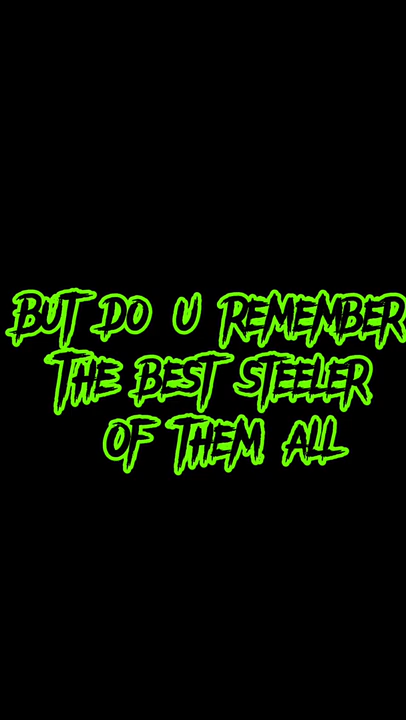 BUT DO U REMEMBER
THE BEST STEELER
OF THEM ALL